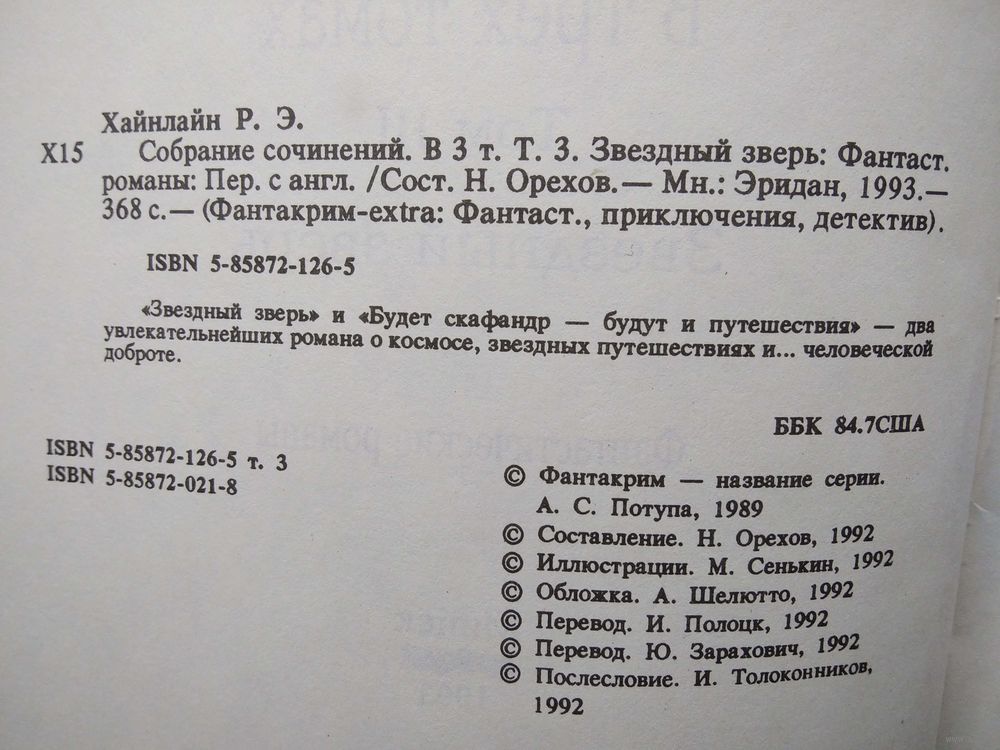 Хайнлайн Р. Э.
Х15 Собрание сочинений. В 3 т. Т. 3. Звездный зверь: Фантаст.
романы: Пер. с англ. /Сост. Н. Орехов.— Мн.: Эридан, 1993.—
368 с.— (Фантакрим-extra: Фантаст., приключения, детектив).
ISBN 5-85872-126-5
«Звездный зверь» и «Будет скафандр — будут и путешествия» — два
увлекательнейших романа о космосе, звездных путешествиях и... человеческой
доброте.
ББК 84.7США
ISBN 5-85872-126-5 т. 3
ISBN 5-85872-021-8
© Фантакрим — название серии.
А. С. Потупа, 1989
© Составление. Н. Орехов, 1992
© Иллюстрации. М. Сенькин, 1992
© Обложка. А. Шелютто, 1992
© Перевод. И. Полоцк, 1992
© Перевод. Ю. Зарахович, 1992
© Послесловие. И. Толоконников,
1992